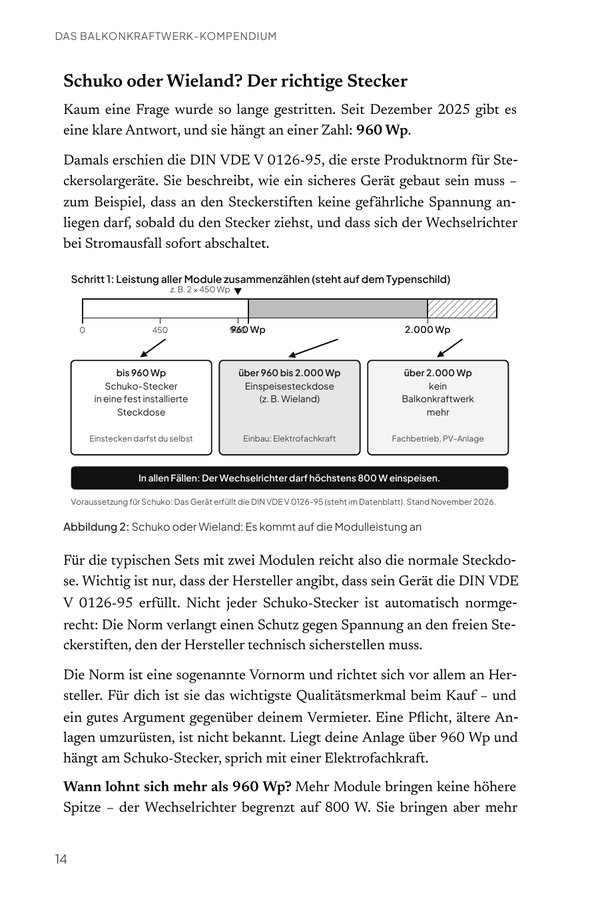 DAS BALKONKRAFTWERK-KOMPENDIUM
Schuko oder Wieland? Der richtige Stecker
Kaum eine Frage wurde so lange gestritten. Seit Dezember 2025 gibt es
eine klare Antwort, und sie hängt an einer Zahl: 960 Wp.
Damals erschien die DIN VDE V 0126-95, die erste Produktnorm für Ste-
ckersolargeräte. Sie beschreibt, wie ein sicheres Gerät gebaut sein muss –
zum Beispiel, dass an den Steckerstiften keine gefährliche Spannung an-
liegen darf, sobald du den Stecker ziehst, und dass sich der Wechselrichter
bei Stromausfall sofort abschaltet.
Schritt 1: Leistung aller Module zusammenzählen (steht auf dem Typenschild)
z. B. 2 × 450 Wp ▼
0
450
960 Wp
2.000 Wp
bis 960 Wp
Schuko-Stecker
in eine fest installierte
Steckdose
Einstecken darfst du selbst
über 960 bis 2.000 Wp
Einspeisesteckdose
(z. B. Wieland)
Einbau: Elektrofachkraft
über 2.000 Wp
kein
Balkonkraftwerk
mehr
Fachbetrieb, PV-Anlage
In allen Fällen: Der Wechselrichter darf höchstens 800 W einspeisen.
Voraussetzung für Schuko: Das Gerät erfüllt die DIN VDE V 0126-95 (steht im Datenblatt). Stand November 2026.
Abbildung 2: Schuko oder Wieland: Es kommt auf die Modulleistung an
Für die typischen Sets mit zwei Modulen reicht also die normale Steckdo-
se. Wichtig ist nur, dass der Hersteller angibt, dass sein Gerät die DIN VDE
V 0126-95 erfüllt. Nicht jeder Schuko-Stecker ist automatisch normge-
recht: Die Norm verlangt einen Schutz gegen Spannung an den freien Ste-
ckerstiften, den der Hersteller technisch sicherstellen muss.
Die Norm ist eine sogenannte Vornorm und richtet sich vor allem an Her-
steller. Für dich ist sie das wichtigste Qualitätsmerkmal beim Kauf – und
ein gutes Argument gegenüber deinem Vermieter. Eine Pflicht, ältere An-
lagen umzurüsten, ist nicht bekannt. Liegt deine Anlage über 960 Wp und
hängt am Schuko-Stecker, sprich mit einer Elektrofachkraft.
Wann lohnt sich mehr als 960 Wp? Mehr Module bringen keine höhere
Spitze – der Wechselrichter begrenzt auf 800 W. Sie bringen aber mehr
14